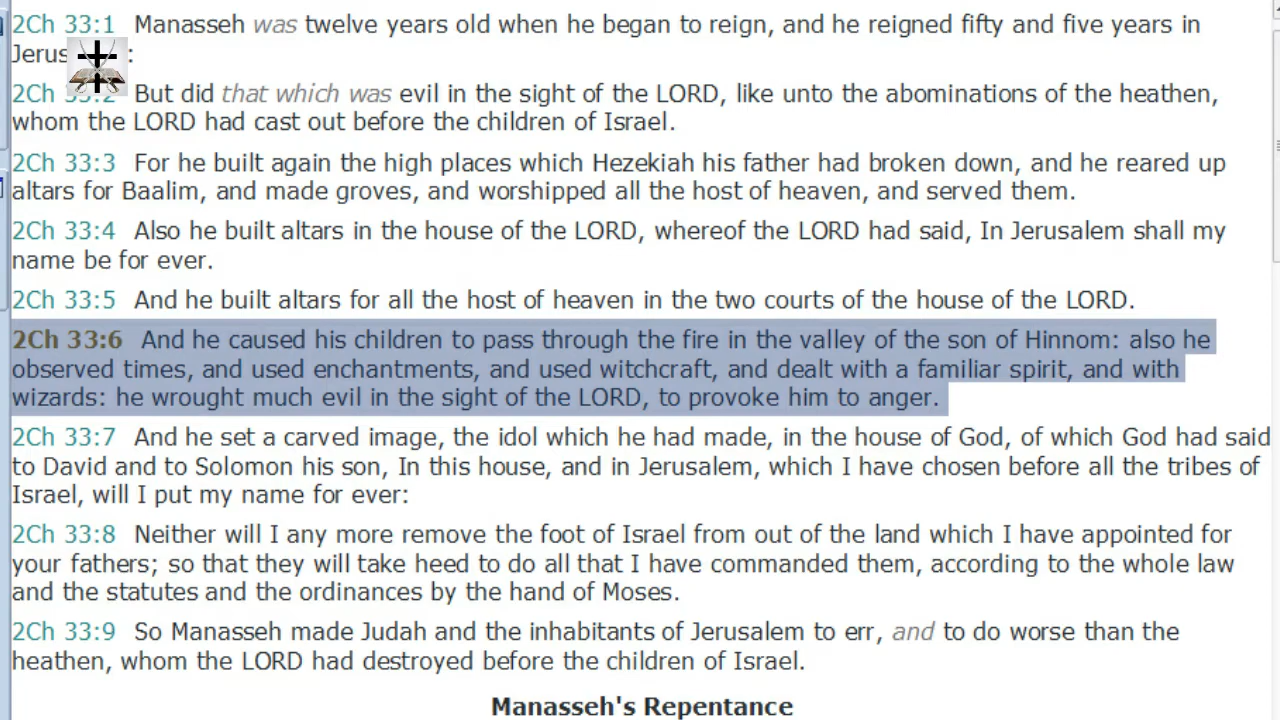 2Ch 33:1 Manasseh was twelve years old when he began to reign, and he reigned fifty and five years in
:
2Ch But did that which was evil in the sight of the LORD, like unto the abominations of the heathen,
whom the LORD had cast out before the children of Israel.
2Ch 33:3 For he built again the high places which Hezekiah his father had broken down, and he reared up
altars for Baalim, and made groves, and worshipped all the host of heaven, and served them.
2Ch 33:4 Also he built altars in the house of the LORD, whereof the LORD had said, In Jerusalem shall my
name be for ever.
2Ch 33:5 And he built altars for all the host of heaven in the two courts of the house of the LORD.
2Ch 33:6 And he caused his children to pass through the fire in the valley of the son of Hinnom: also he
observed times, and used enchantments, and used witchcraft, and dealt with a familiar spirit, and with
wizards: he wrought much evil in the sight of the LORD, to provoke him to anger.
2Ch 33:7 And he set a carved image, the idol which he had made, in the house of God, of which God had said
to David and to Solomon his son, In this house, and in Jerusalem, which I have chosen before all the tribes of
Israel, will I put my name for ever:
2Ch 33:8 Neither will I any more remove the foot of Israel from out of the land which I have appointed for
your fathers; so that they will take heed to do all that I have commanded them, according to the whole law
and the statutes and the ordinances by the hand of Moses.
2Ch 33:9 So Manasseh made Judah and the inhabitants of Jerusalem to err, and to do worse than the
heathen, whom the LORD had destroyed before the children of Israel.
Manasseh's Repentance